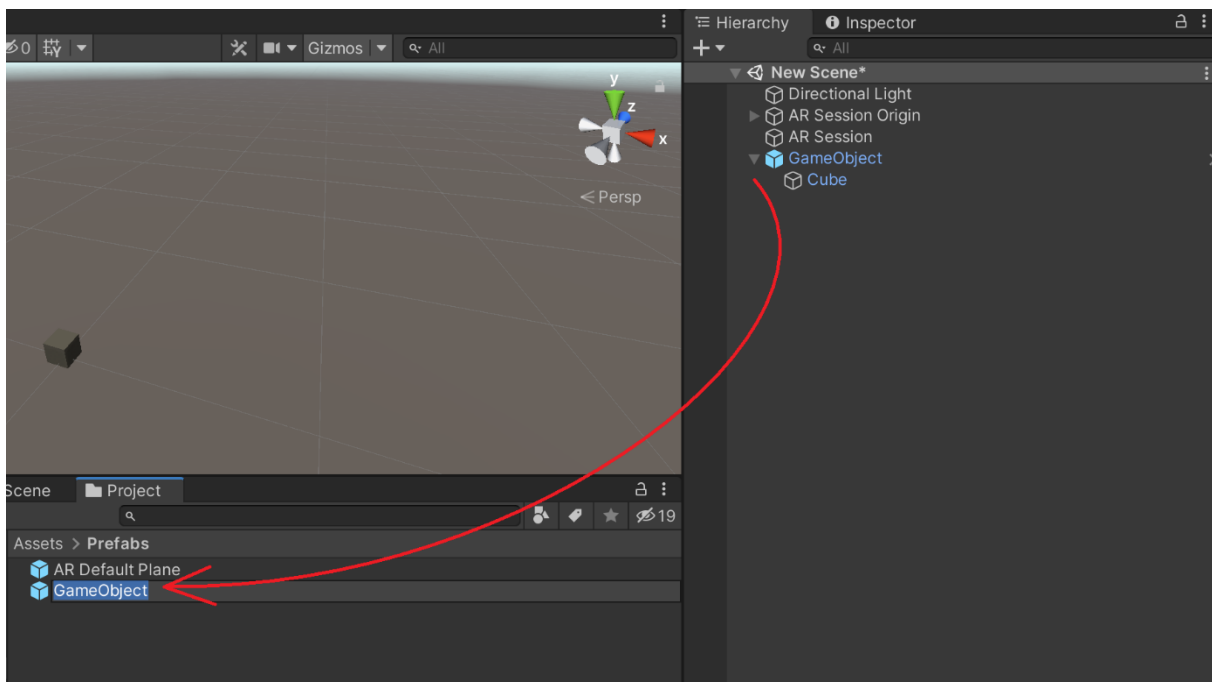 Hierarchy Inspector
0 Gizmos All
All
New Scene*
Directional Light
AR Session Origin
AR Session
GameObject
Cube
y
z
x
Persp
Scene Project
19
Assets > Prefabs
AR Default Plane
GameObject